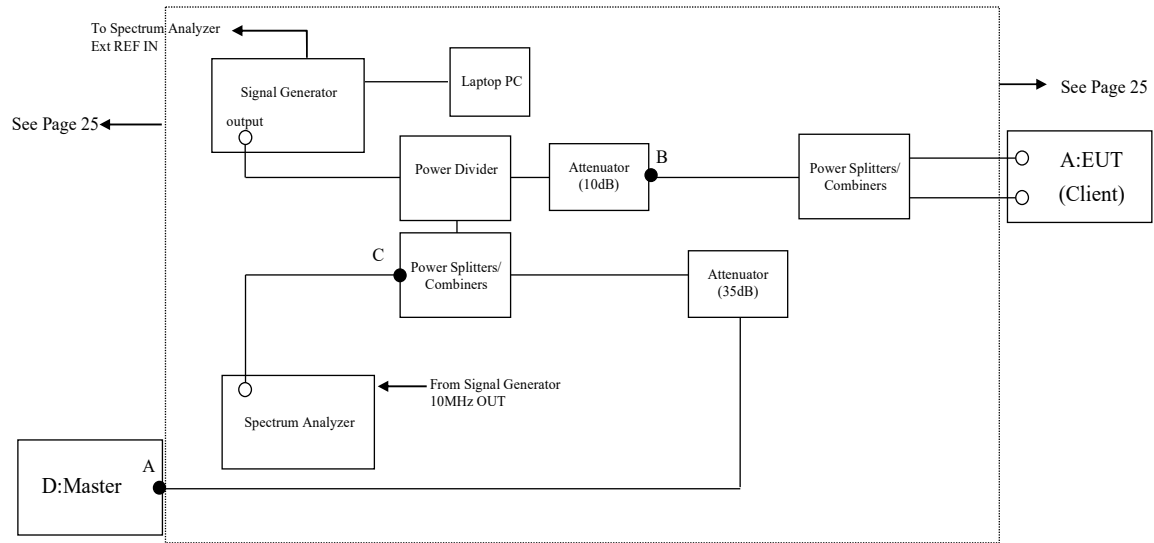 To Spectrum Analyzer
Ext REF IN
Signal Generator
output
Laptop PC
See Page 25
See Page 25
Power Divider
Attenuator
(10dB)
B
Power Splitters/
Combiners
A:EUT
(Client)
C
Power Splitters/
Combiners
Attenuator
(35dB)
From Signal Generator
10MHz OUT
Spectrum Analyzer
A
D:Master